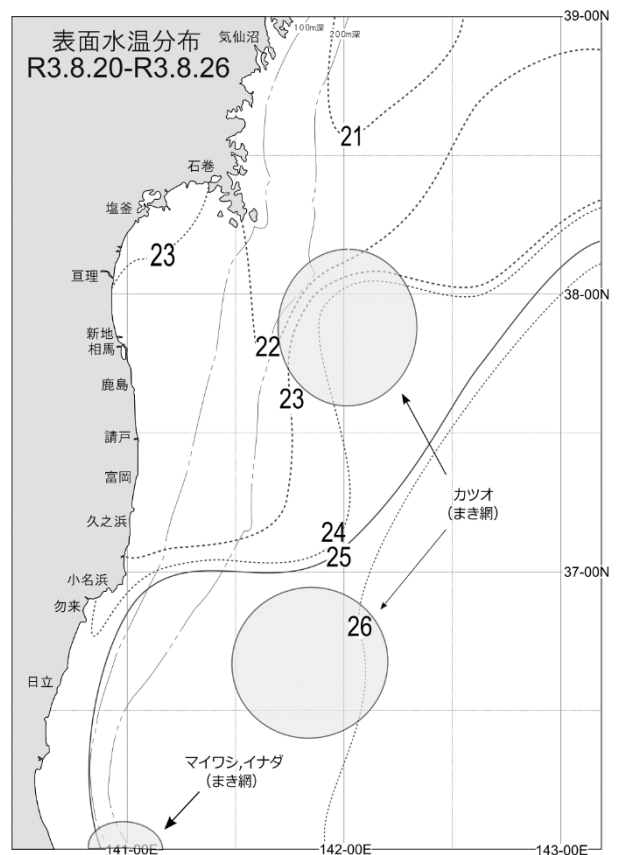 表面水温分布
R3.8.20-R3.8.26
気仙沼
100m深
200m深
39-00N
21
石巻
塩釜
23
亘理
38-00N
新地
相馬
22
鹿島
23
請戸
カツオ
(まき網)
富岡
久之浜
24
25
37-00N
小名浜
勿来
26
日立
マイワシ,イナダ
(まき網)
141-00E
142-00E
143-00E